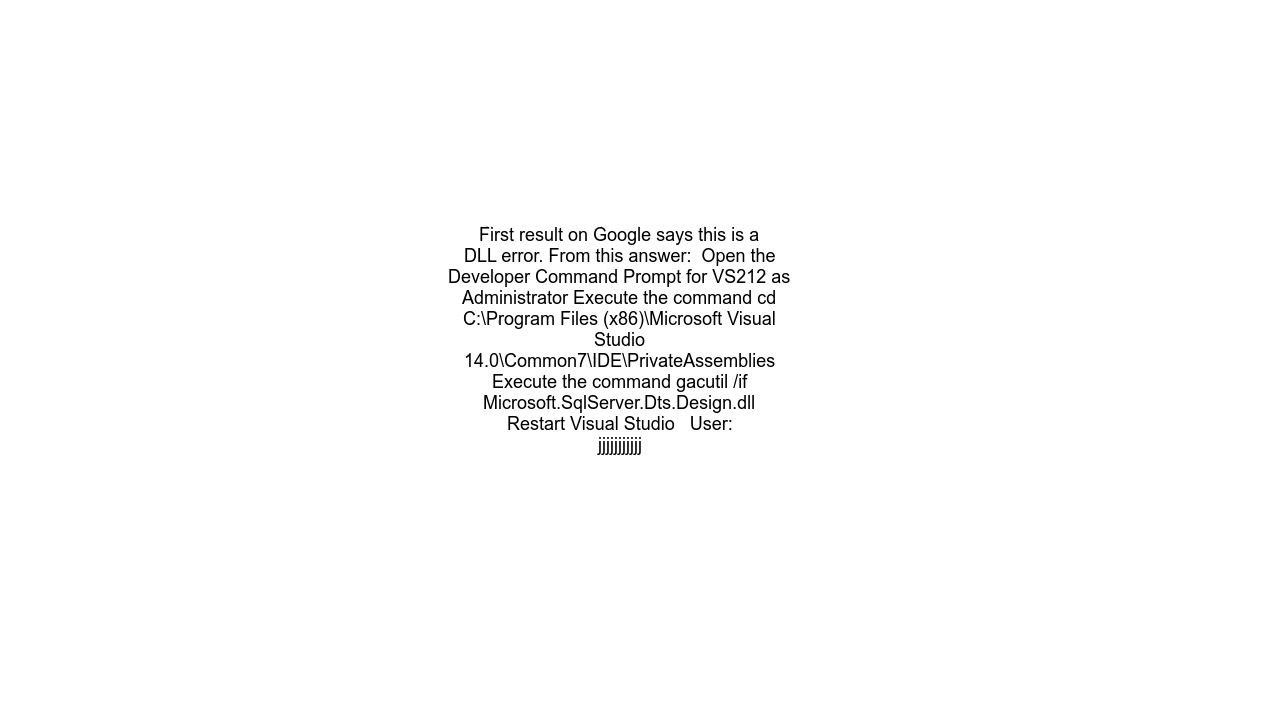 First result on Google says this is a
DLL error. From this answer:  Open the
Developer Command Prompt for VS212 as
Administrator Execute the command cd
C:\Program Files (x86)\Microsoft Visual
Studio
14.0\Common7\IDE\PrivateAssemblies
Execute the command gacutil /if
Microsoft.SqlServer.Dts.Design.dll
Restart Visual Studio   User:
jjjjjjjjjjj